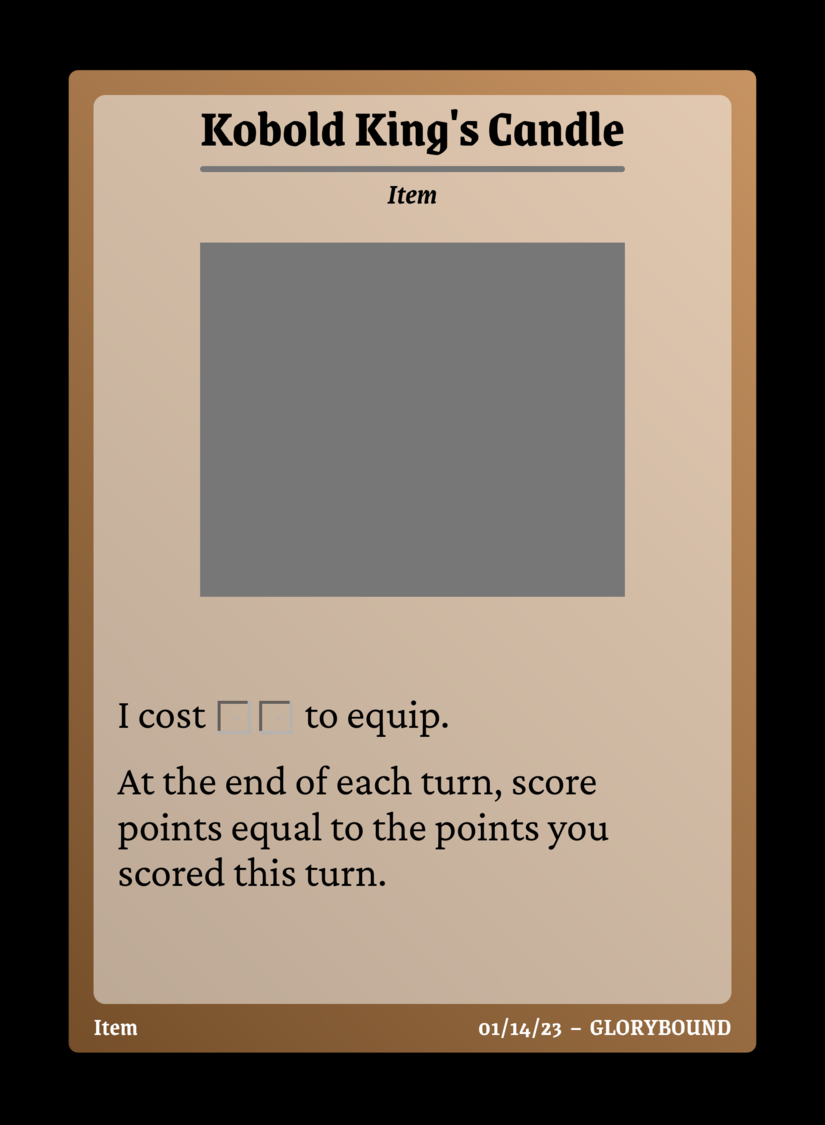 Kobold King's Candle
Item
I cost to equip.
At the end of each turn, score
points equal to the points you
scored this turn.
Item
01/14/23 – GLORYBOUND